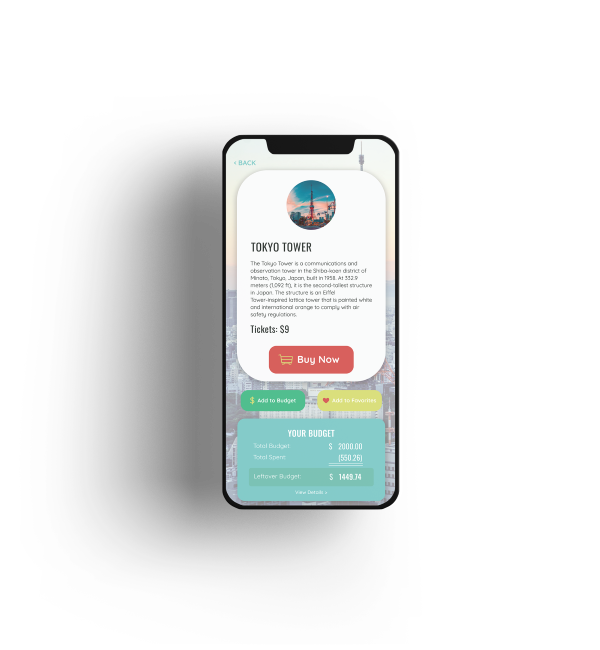 ‹ BACK
TOKYO TOWER
The Tokyo Tower is a communications and
observation tower in the Shiba-koen district of
Minato, Tokyo, Japan, built in 1958. At 332.9
meters (1,092 ft), it is the second-tallest structure
in Japan. The structure is an Eiffel
Tower-inspired lattice tower that is painted white
and international orange to comply with air
safety regulations.
Tickets: $9
Buy Now
$ Add to Budget
Add to Favorites
YOUR BUDGET
Total Budget: $ 2000.00
Total Spent: (550.26)
Leftover Budget: $ 1449.74
View Details ›